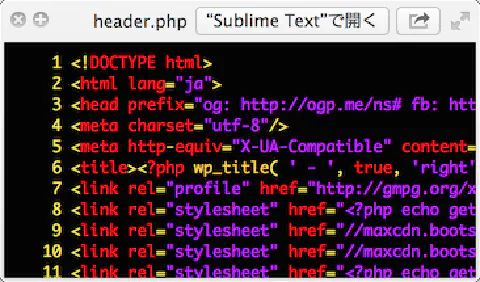 header.php "Sublime Text"で開く
1 <!DOCTYPE html>
2 <html lang="ja">
3 <head prefix="og: http://ogp.me/ns# fb: htt
4 <meta charset="utf-8"/>
5 <meta http-equiv="X-UA-Compatible" content=
6 <title><?php wp_title( ' - ', true, 'right'
7 <link rel="profile" href="http://gmpg.org/x
8 <link rel="stylesheet" href="<?php echo get
9 <link rel="stylesheet" href="//maxcdn.boots
10 <link rel="stylesheet" href="//maxcdn.boots
11 <link rel="stylesheet" href="<?php echo get